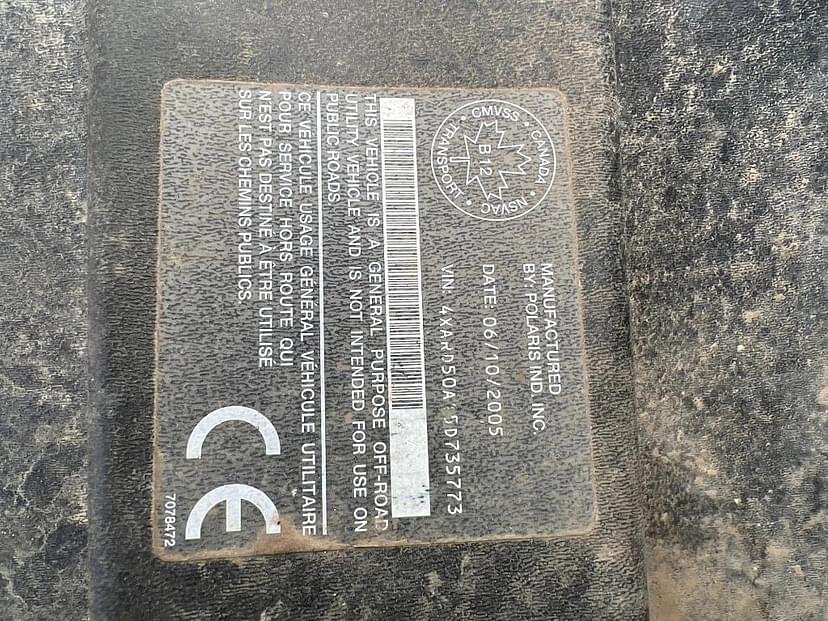 CMVSS • CANADA • NSVAC • TRANSPORT •
B12
MANUFACTURED
BY: POLARIS IND. INC.
DATE: 06/10/2005
VIN:
THIS VEHICLE IS A GENERAL PURPOSE OFF-ROAD
UTILITY VEHICLE AND IS NOT INTENDED FOR USE ON
PUBLIC ROADS.
CE VÉHICULE USAGE GÉNÉRAL VÉHICULE UTILITAIRE
POUR SERVICE HORS ROUTE QUI
NEST PAS DESTINÉ À ÊTRE UTILISÉ
SUR LES CHEMINS PUBLICS.
CE
7078472